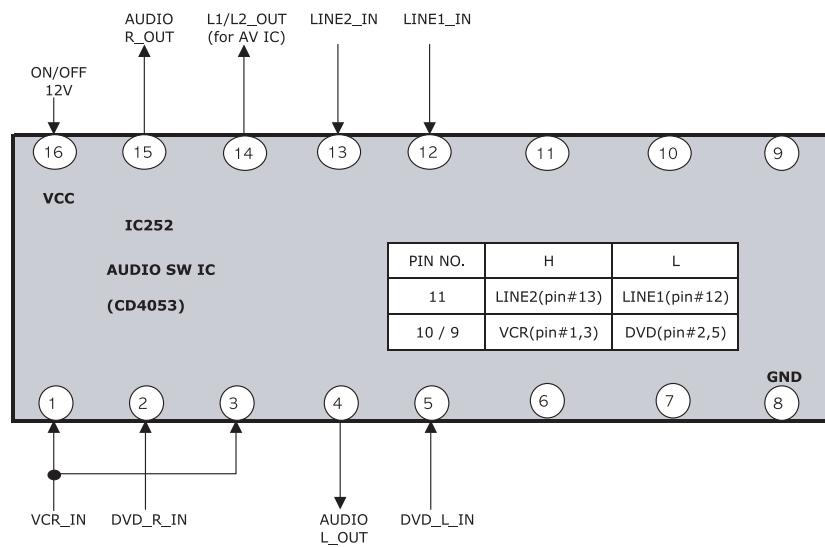 AUDIO
R_OUT
L1/L2_OUT
(for AV IC)
LINE2_IN
LINE1_IN
ON/OFF
12V
16
15
14
13
12
11
10
9
VCC
IC252
AUDIO SW IC
(CD4053)
PIN NO. H L
11 LINE2(pin#13) LINE1(pin#12)
10 / 9 VCR(pin#1,3) DVD(pin#2,5)
GND
1
2
3
4
5
6
7
8
VCR_IN
DVD_R_IN
AUDIO
L_OUT
DVD_L_IN